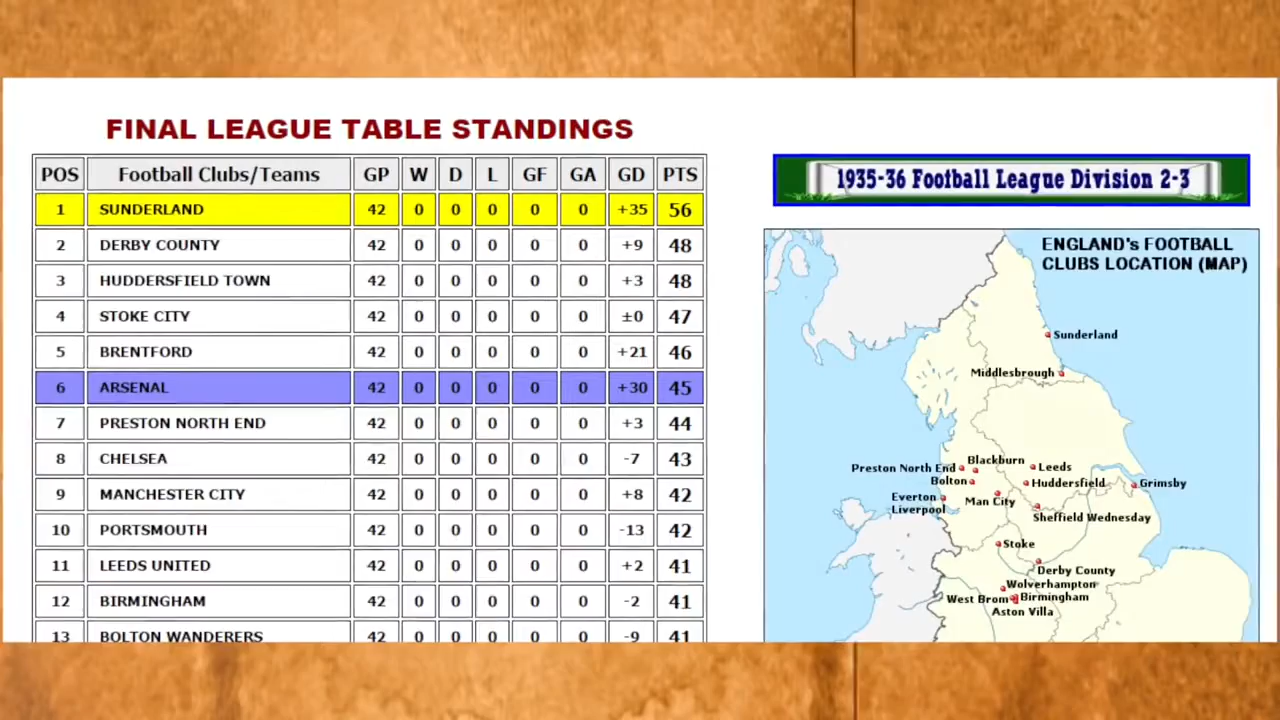 FINAL LEAGUE TABLE STANDINGS
POS Football Clubs/Teams GP W D L GF GA GD PTS
1 SUNDERLAND 42 0 0 0 0 0 +35 56
2 DERBY COUNTY 42 0 0 0 0 0 +9 48
3 HUDDERSFIELD TOWN 42 0 0 0 0 0 +3 48
4 STOKE CITY 42 0 0 0 0 0 ±0 47
5 BRENTFORD 42 0 0 0 0 0 +21 46
6 ARSENAL 42 0 0 0 0 0 +30 45
7 PRESTON NORTH END 42 0 0 0 0 0 +3 44
8 CHELSEA 42 0 0 0 0 0 -7 43
9 MANCHESTER CITY 42 0 0 0 0 0 +8 42
10 PORTSMOUTH 42 0 0 0 0 0 -13 42
11 LEEDS UNITED 42 0 0 0 0 0 +2 41
12 BIRMINGHAM 42 0 0 0 0 0 -2 41
13 BOLTON WANDERERS 42 0 0 0 0 0 -9 41
1935-36 Football League Division 2-3
ENGLAND's FOOTBALL
CLUBS LOCATION (MAP)
Sunderland
Middlesbrough
Blackburn
Preston North End
Leeds
Bolton
Huddersfield
Grimsby
Everton
Man City
Liverpool
Sheffield Wednesday
Stoke
Derby County
Wolverhampton
West Brom
Birmingham
Aston Villa